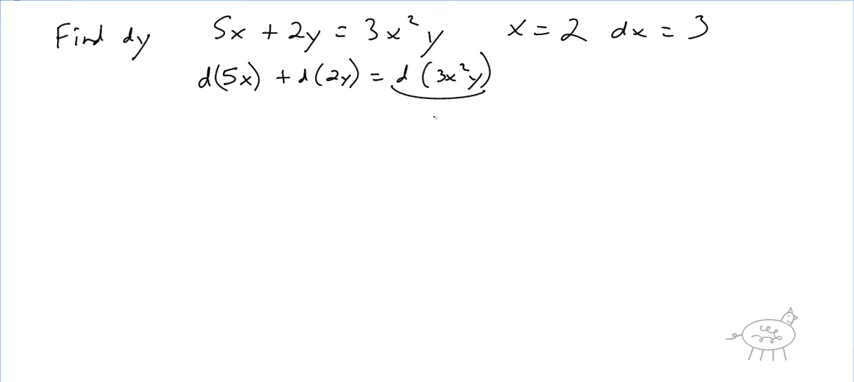 Find dy 5x + 2y = 3x²y x = 2 dx = 3
d(5x) + d(2y) = d(3x²y)